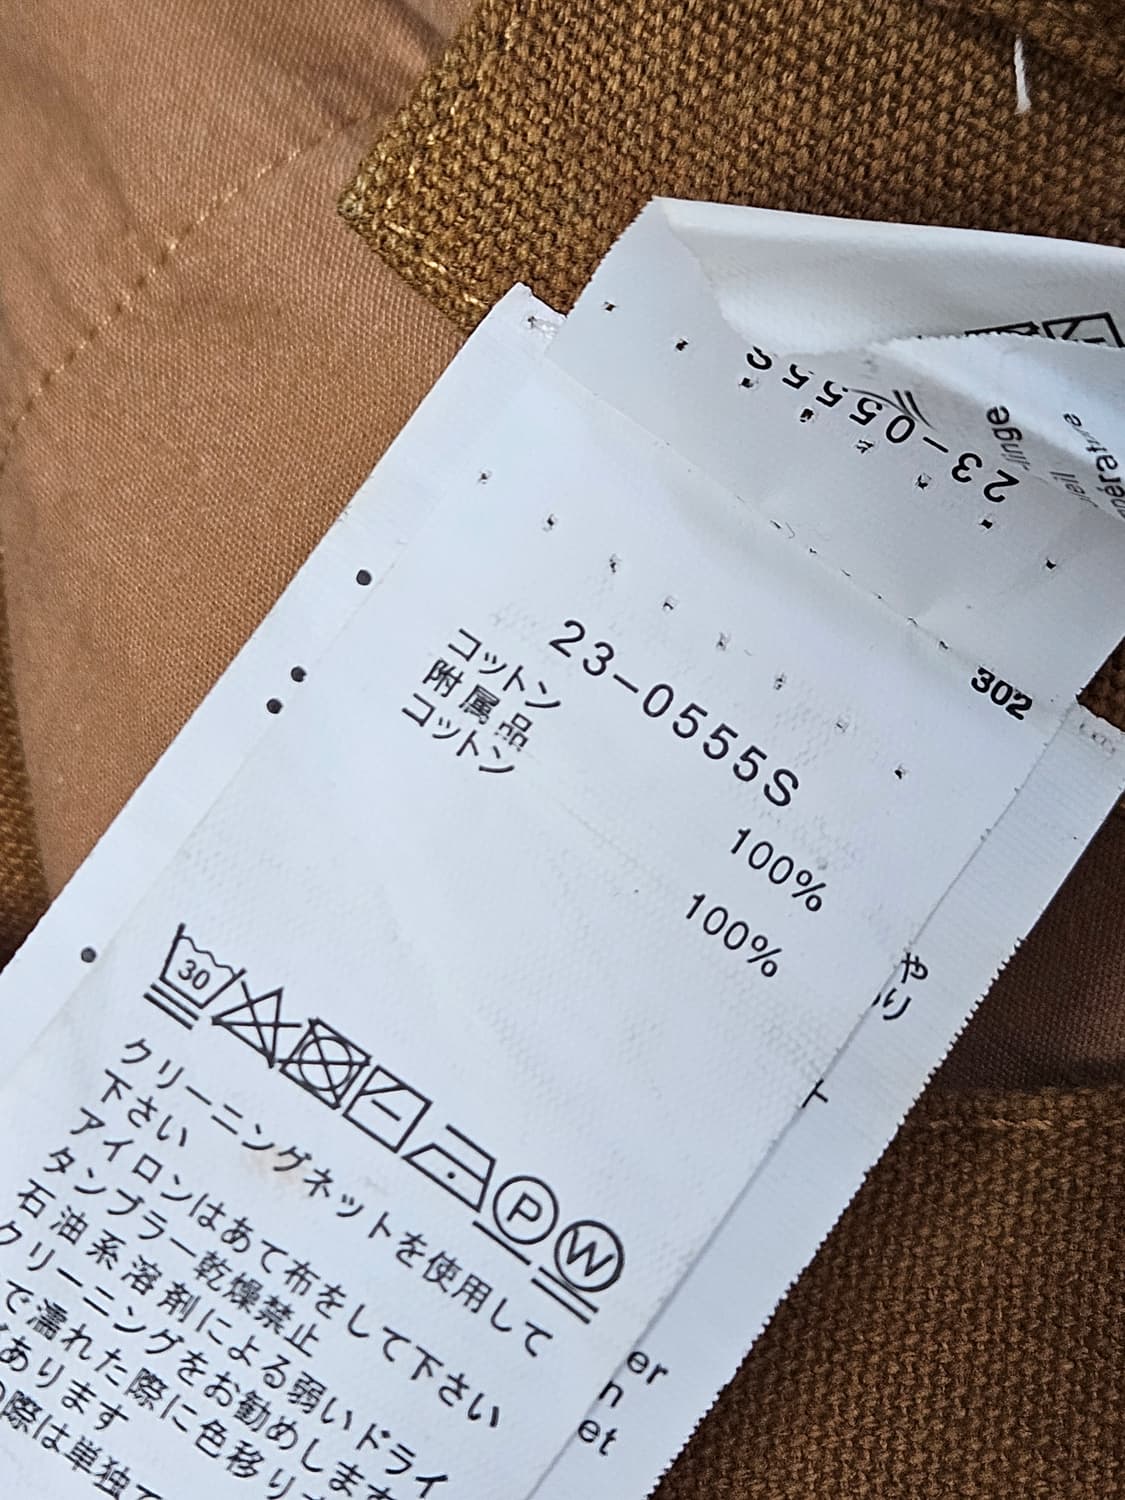 23-0555S
302
23-0555S
コットン 100%
附属品
コットン 100%
や
ト
30
P
W
クリーニングネットを使用して
下さい
アイロンはあて布をして下さい
タンブラー乾燥禁止
石油系溶剤による弱いドライ
クリーニングをお勧めします
で濡れた際に色移り
あります
際は単独で
er
n
et